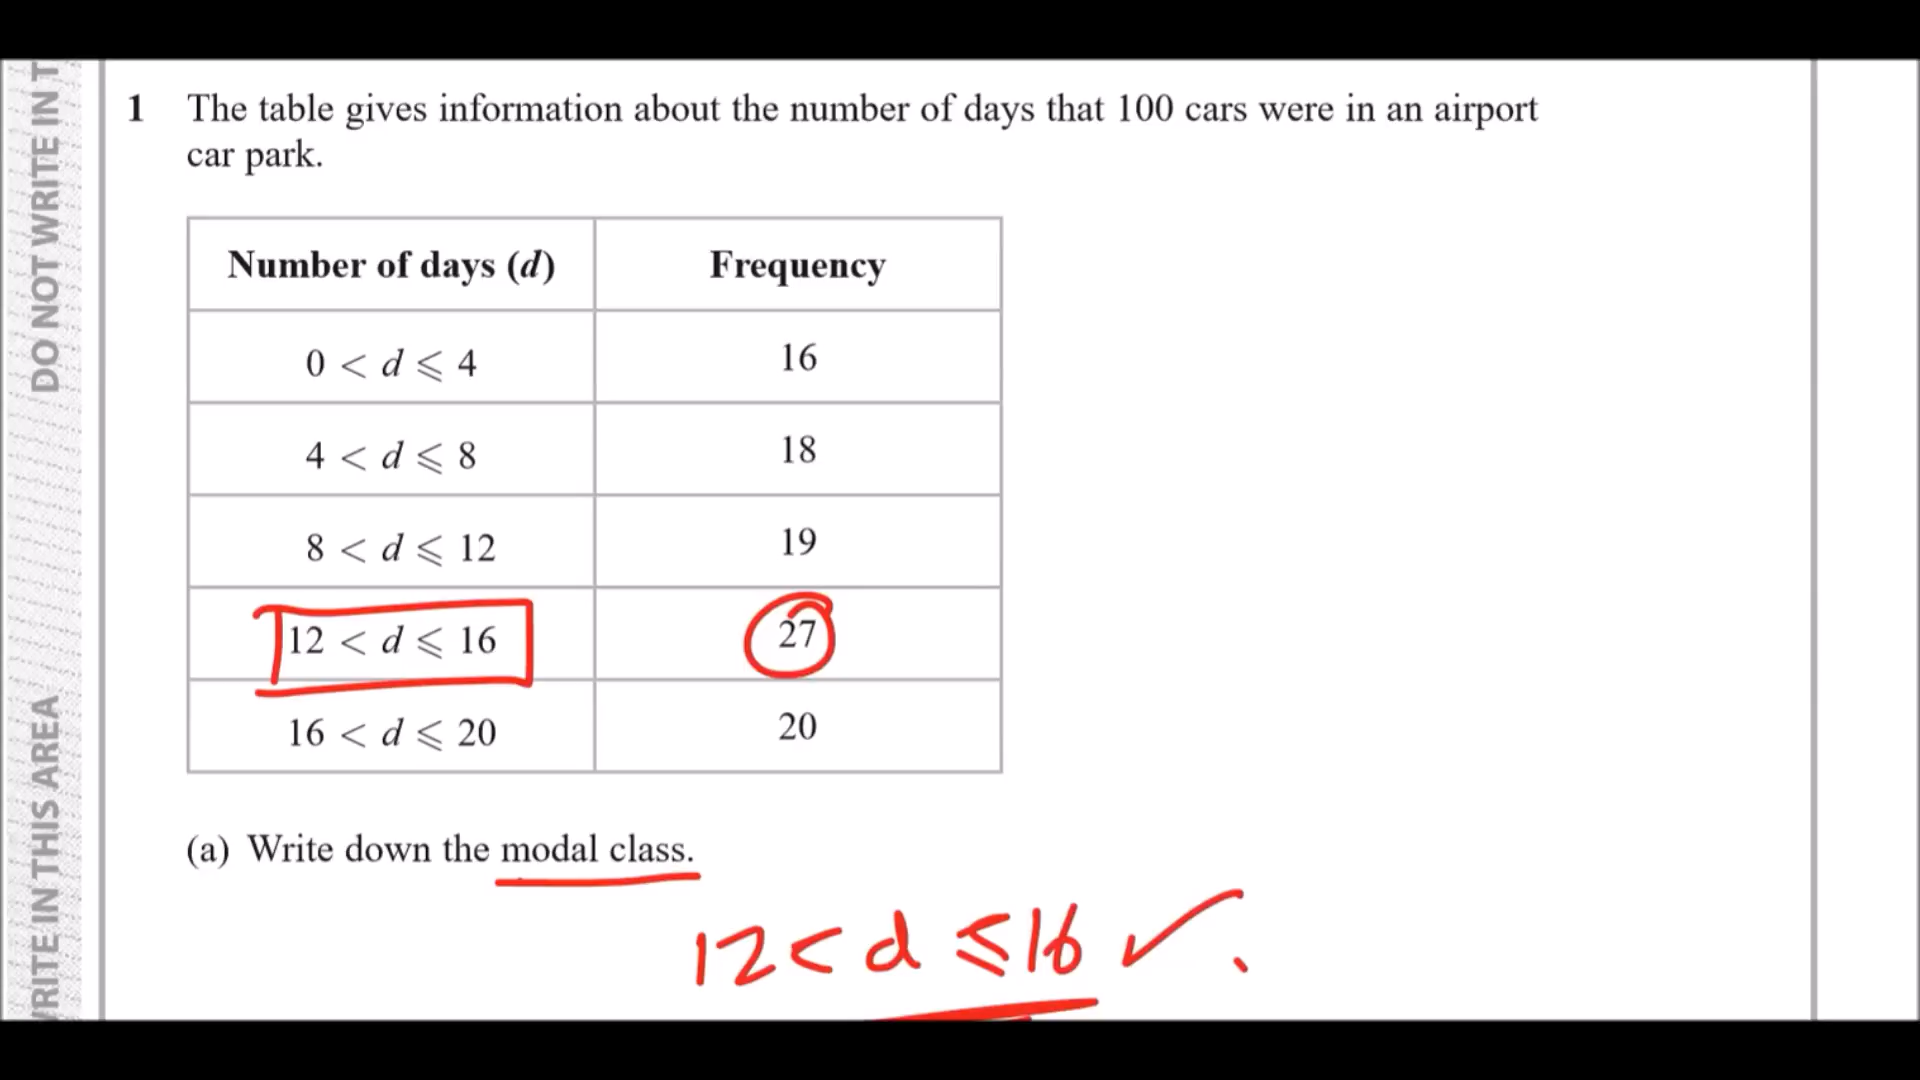 DO NOT WRITE IN T
WRITE IN THIS AREA
1 The table gives information about the number of days that 100 cars were in an airport
car park.
Number of days (d) Frequency
0 < d ⩽ 4 16
4 < d ⩽ 8 18
8 < d ⩽ 12 19
12 < d ⩽ 16 27
16 < d ⩽ 20 20
(a) Write down the modal class.
12 < d ⩽ 16 ✓.